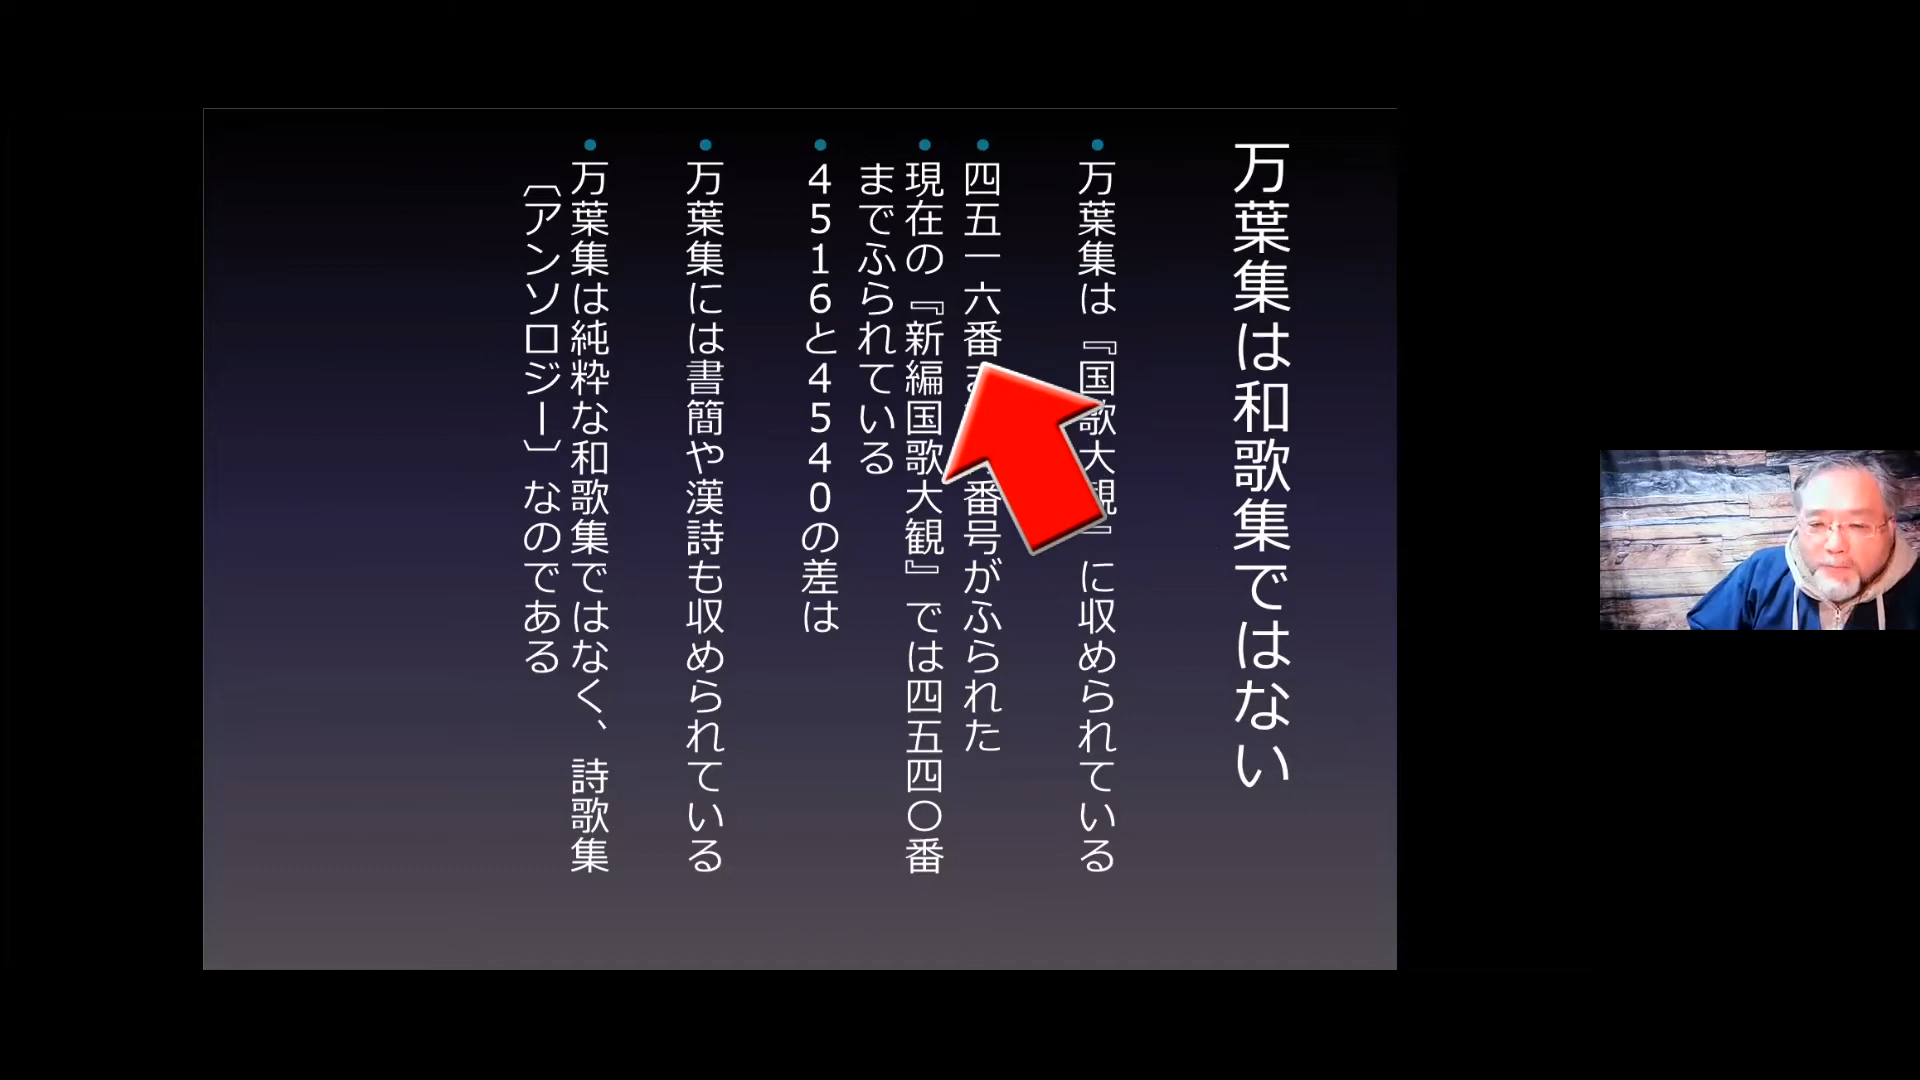 万葉集は和歌集ではない
万葉集は『国歌大観』に収められている
四五一六番ま番号がふられた
現在の『新編国歌大観』では四五四〇番
までふられている
4516と4540の差は
万葉集には書簡や漢詩も収められている
万葉集は純粋な和歌集ではなく、詩歌集
〔アンソロジー〕なのである